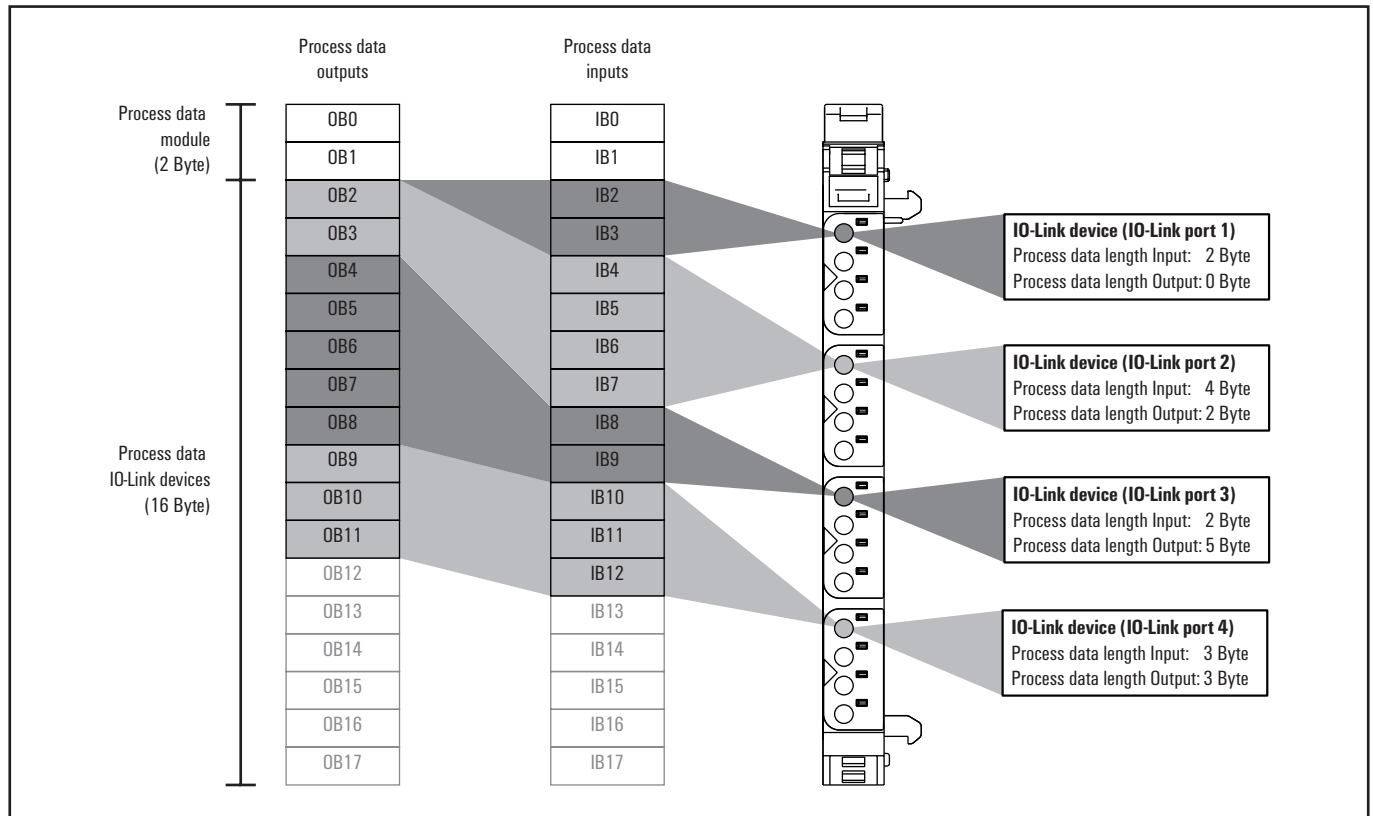 Process data
outputs
Process data
inputs
Process data
module
(2 Byte)
Process data
IO-Link devices
(16 Byte)
OB0
OB1
OB2
OB3
OB4
OB5
OB6
OB7
OB8
OB9
OB10
OB11
OB12
OB13
OB14
OB15
OB16
OB17
IB0
IB1
IB2
IB3
IB4
IB5
IB6
IB7
IB8
IB9
IB10
IB11
IB12
IB13
IB14
IB15
IB16
IB17
IO-Link device (IO-Link port 1)
Process data length Input: 2 Byte
Process data length Output: 0 Byte
IO-Link device (IO-Link port 2)
Process data length Input: 4 Byte
Process data length Output: 2 Byte
IO-Link device (IO-Link port 3)
Process data length Input: 2 Byte
Process data length Output: 5 Byte
IO-Link device (IO-Link port 4)
Process data length Input: 3 Byte
Process data length Output: 3 Byte